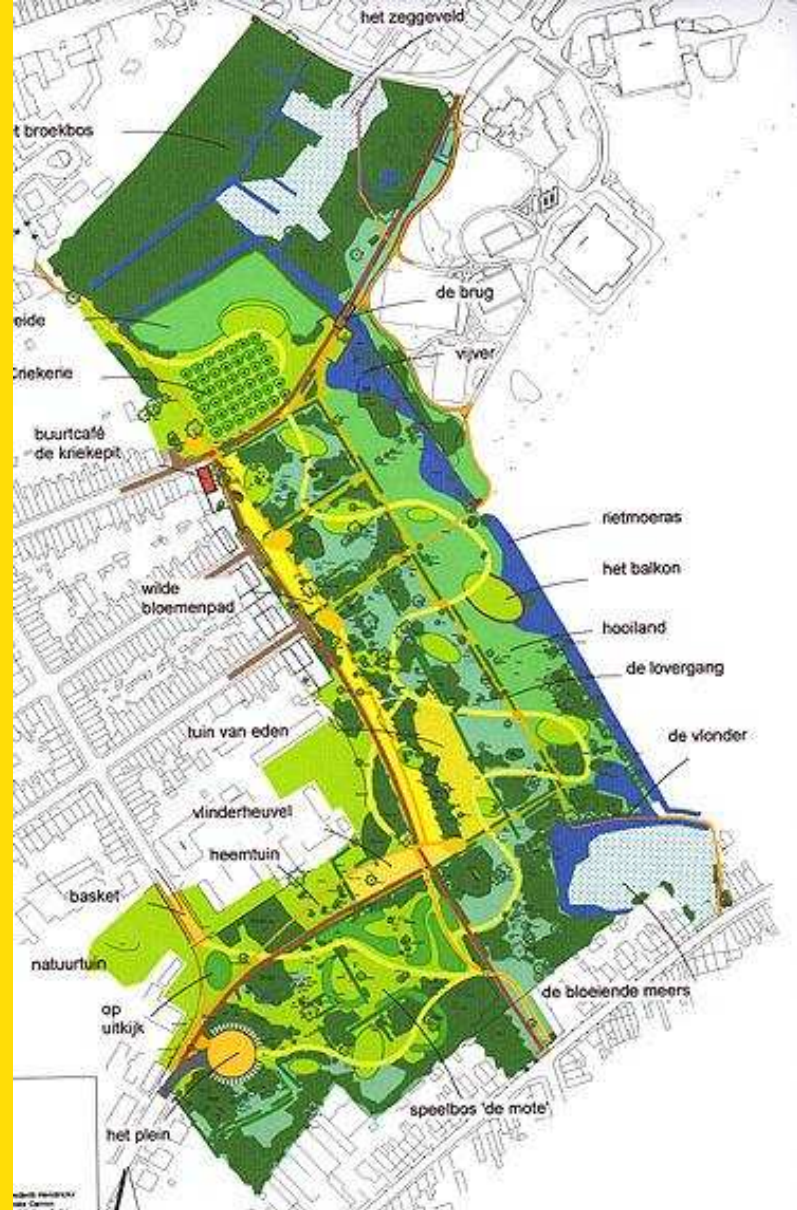 het zeggeveld
t broekbos
de brug
eide
vijver
Kriekerie
buurtcafé
de kriekepit
rietmoeras
het balkon
wilde
bloemenpad
hooiland
de lovergang
tuin van eden
de vlonder
vlinderheuvel
heemtuin
basket
natuurtuin
de bloeiende meers
op
uitkijk
speelbos 'de mote'
het plein